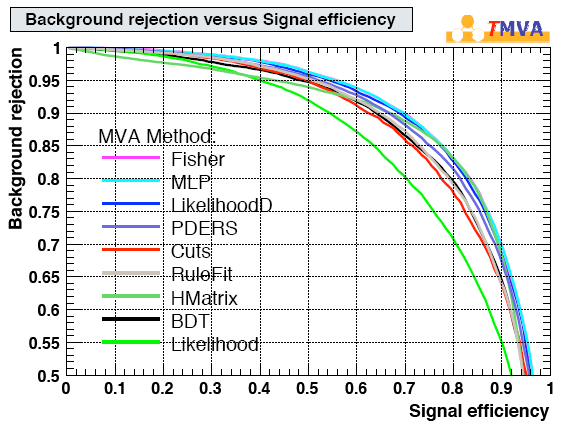 Background rejection versus Signal efficiency
TMVA
Background rejection
1
0.95
0.9
0.85
0.8
0.75
0.7
0.65
0.6
0.55
0.5
MVA Method:
Fisher
MLP
LikelihoodD
PDERS
Cuts
RuleFit
HMatrix
BDT
Likelihood
0 0.1 0.2 0.3 0.4 0.5 0.6 0.7 0.8 0.9 1
Signal efficiency